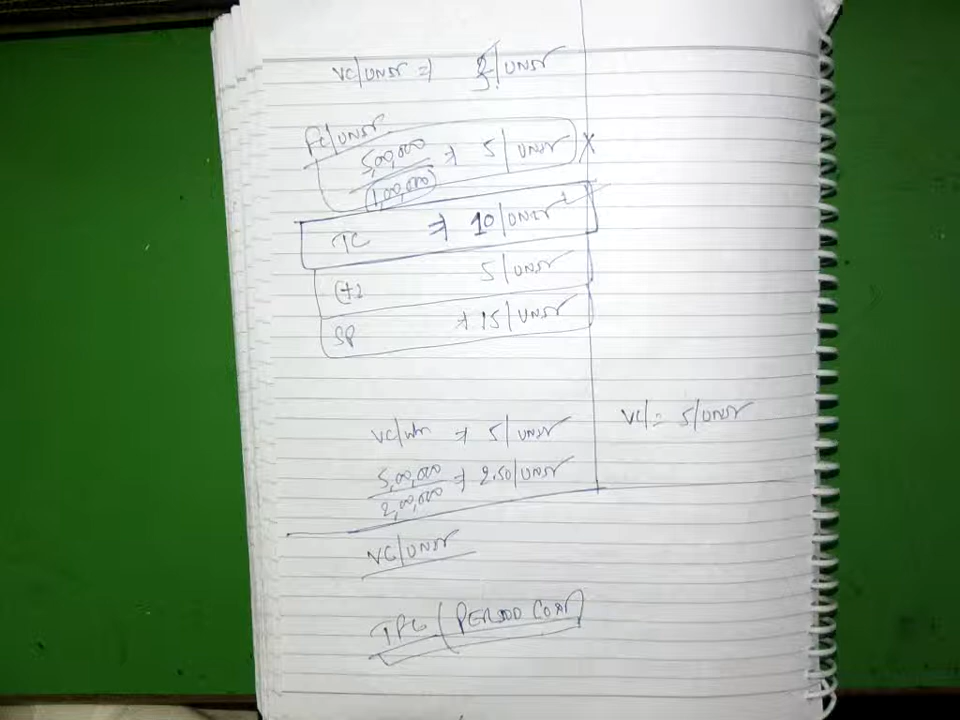 VC/UNIT ⇒ 5/UNIT
FC/UNIT
5,00,000 / 1,00,000 ⇒ 5/UNIT X
TC ⇒ 10/UNIT
(+) 5/UNIT
SP ⇒ 15/UNIT
VC/un ⇒ 5/UNIT VC/= 5/UNIT
5,00,000 / 2,00,000 ⇒ 2.50/UNIT
VC/UNIT
TFC (PERIOD COST)